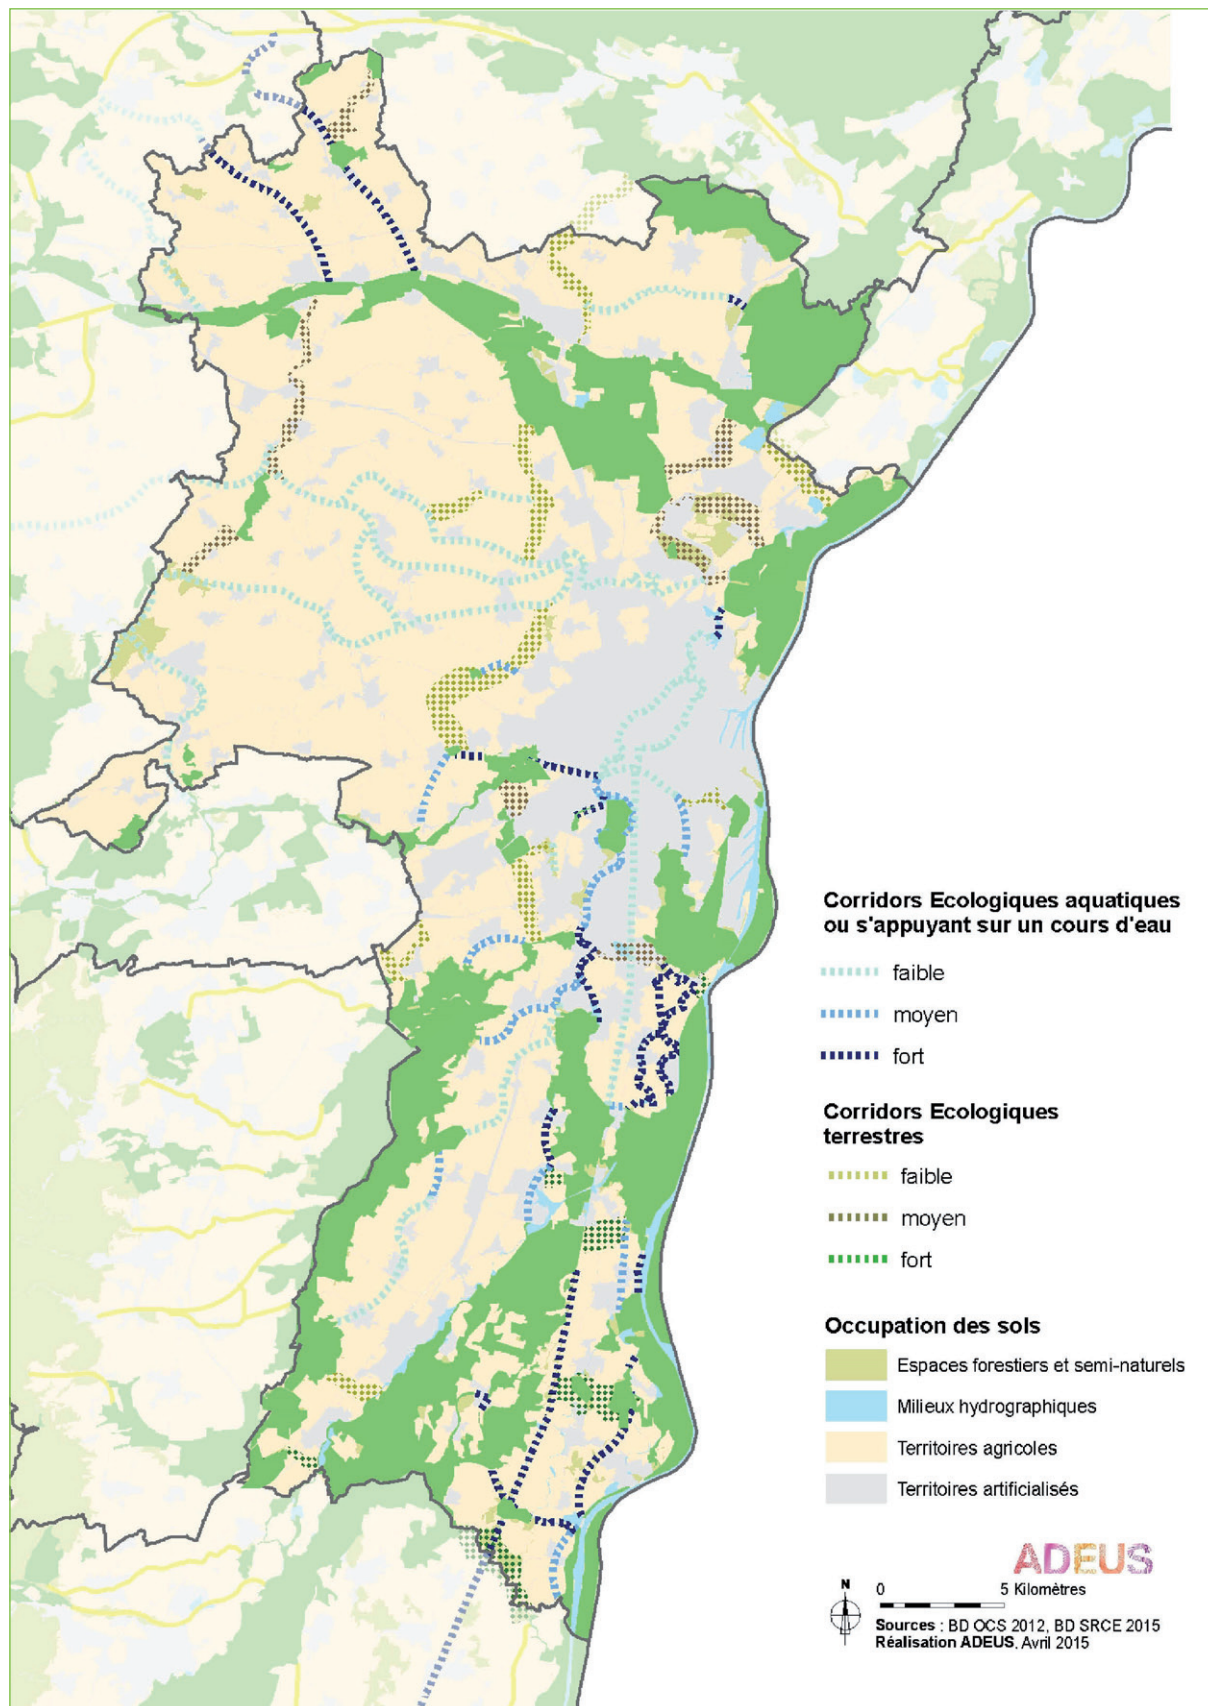 Corridors Ecologiques aquatiques
ou s'appuyant sur un cours d'eau
faible
moyen
fort
Corridors Ecologiques
terrestres
faible
moyen
fort
Occupation des sols
Espaces forestiers et semi-naturels
Milieux hydrographiques
Territoires agricoles
Territoires artificialisés
ADEUS
N
0 5 Kilomètres
Sources : BD OCS 2012, BD SRCE 2015
Réalisation ADEUS. Avril 2015